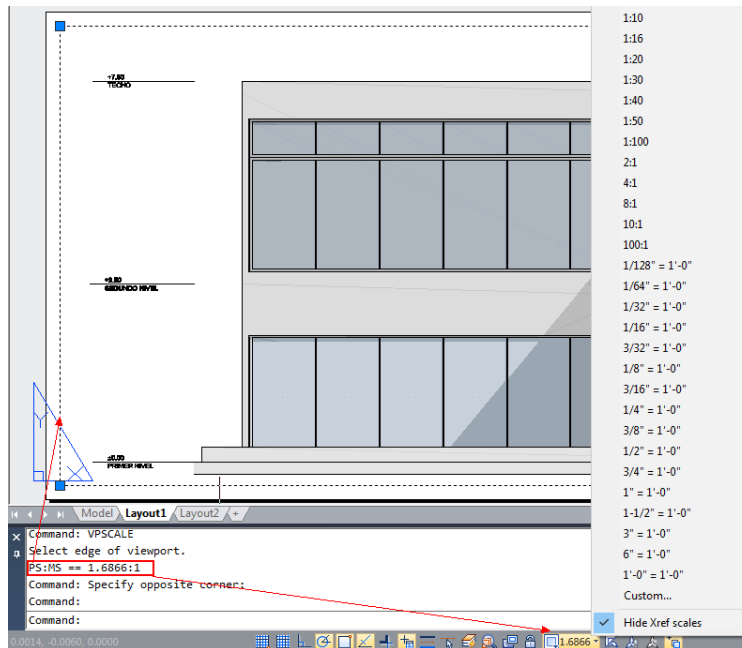 +7.50
TECHO
SEGUNDO NIVEL
±0.00
PRIMER NIVEL
Y
X
Model
Layout1
Layout2
+
Command: VPSCALE
Select edge of viewport.
PS:MS == 1.6866:1
Command: Specify opposite corner:
Command:
Command:
0.0014, -0.0060, 0.0000
1.6866
1:10
1:16
1:20
1:30
1:40
1:50
1:100
2:1
4:1
8:1
10:1
100:1
1/128" = 1'-0"
1/64" = 1'-0"
1/32" = 1'-0"
1/16" = 1'-0"
3/32" = 1'-0"
1/8" = 1'-0"
3/16" = 1'-0"
1/4" = 1'-0"
3/8" = 1'-0"
1/2" = 1'-0"
3/4" = 1'-0"
1" = 1'-0"
1-1/2" = 1'-0"
3" = 1'-0"
6" = 1'-0"
1'-0" = 1'-0"
Custom...
Hide Xref scales